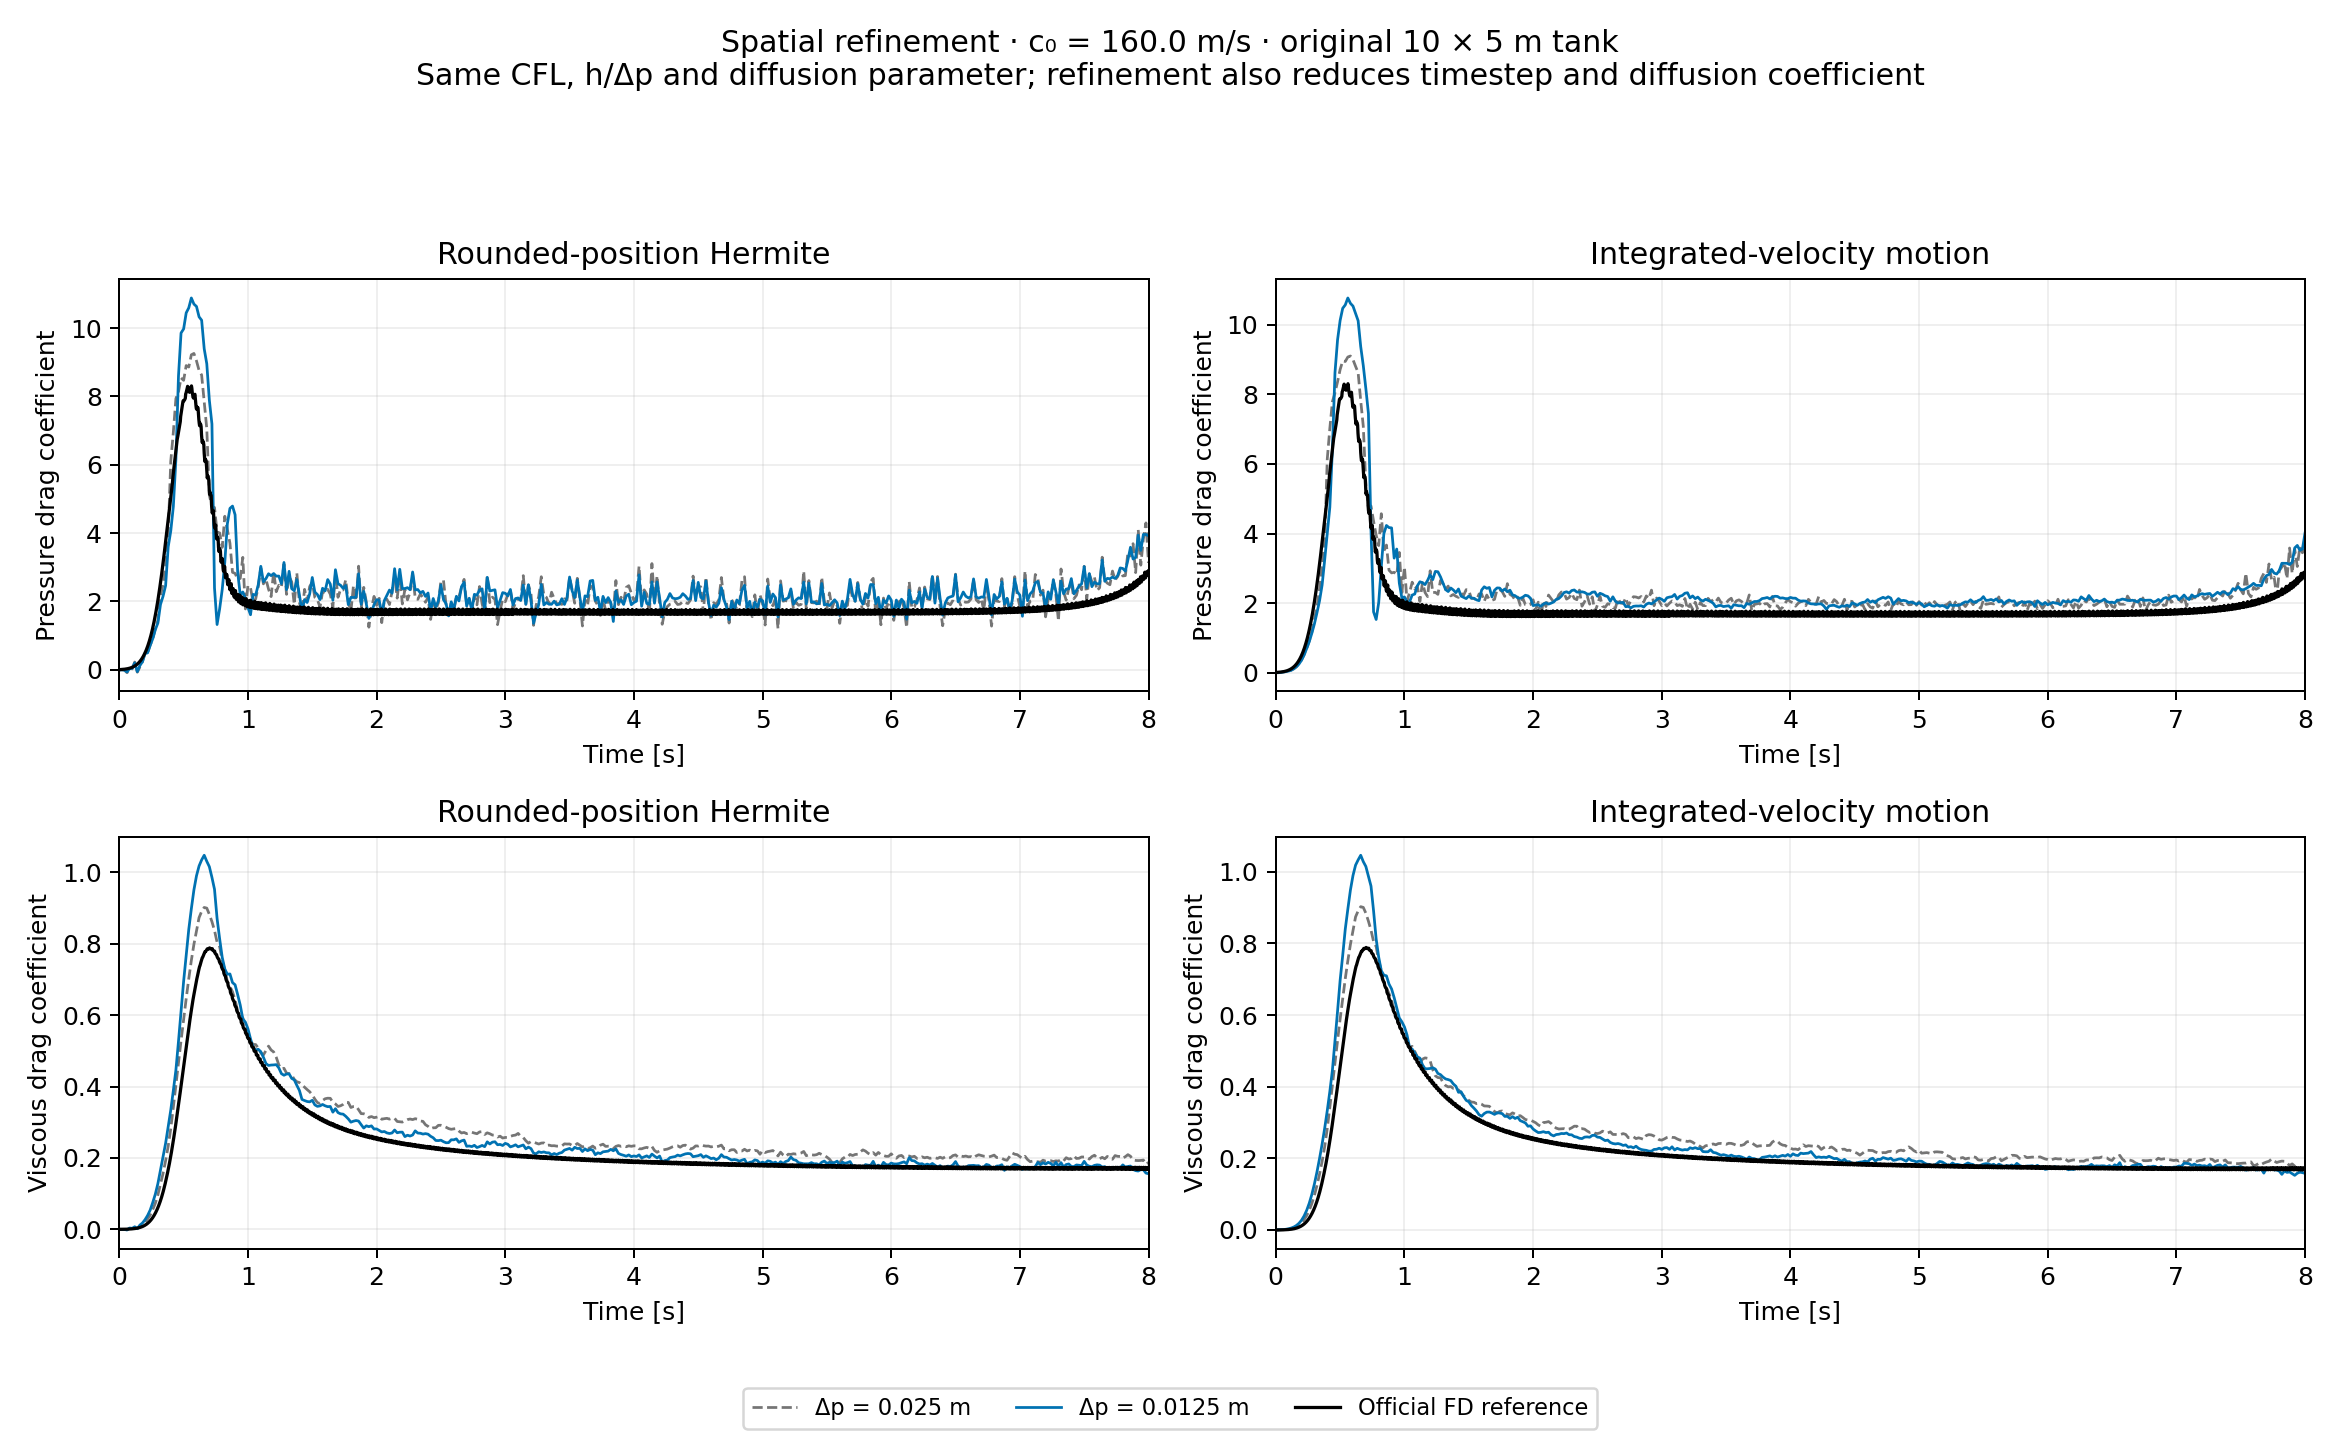 Spatial refinement · c₀ = 160.0 m/s · original 10 × 5 m tank
Same CFL, h/Δp and diffusion parameter; refinement also reduces timestep and diffusion coefficient
Rounded-position Hermite
Pressure drag coefficient
10
8
6
4
2
0
0 1 2 3 4 5 6 7 8
Time [s]
Integrated-velocity motion
Pressure drag coefficient
10
8
6
4
2
0
0 1 2 3 4 5 6 7 8
Time [s]
Rounded-position Hermite
Viscous drag coefficient
1.0
0.8
0.6
0.4
0.2
0.0
0 1 2 3 4 5 6 7 8
Time [s]
Integrated-velocity motion
Viscous drag coefficient
1.0
0.8
0.6
0.4
0.2
0.0
0 1 2 3 4 5 6 7 8
Time [s]
Δp = 0.025 m Δp = 0.0125 m Official FD reference